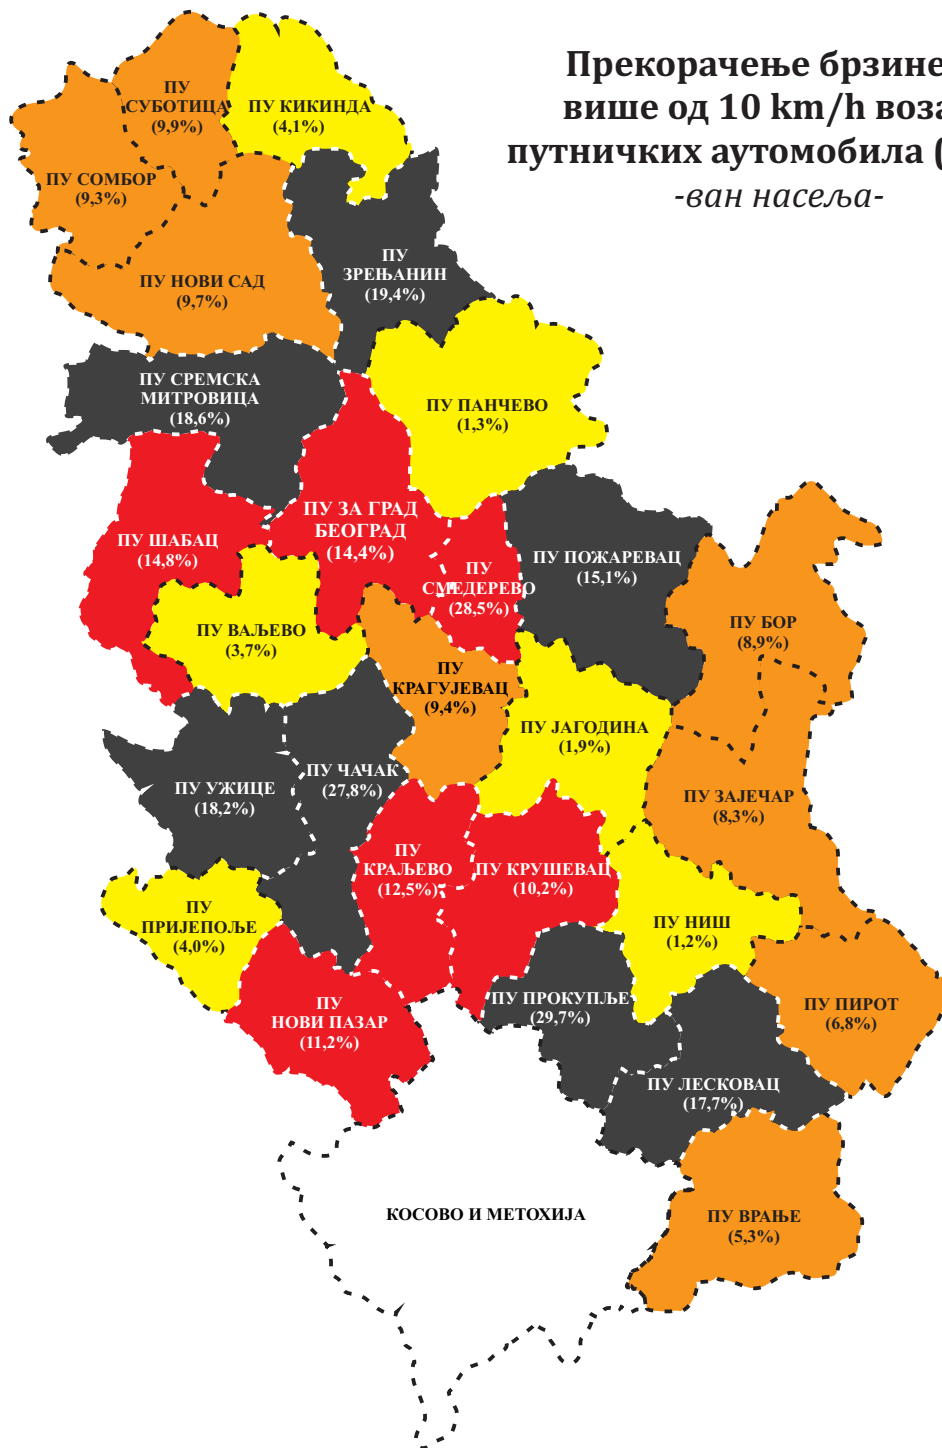 Прекорачење брзине
више од 10 km/h
путничких аутомобила
-ван насеља-
ПУ
СУБОТИЦА
(9,9%)
ПУ КИКИНДА
(4,1%)
ПУ СОМБОР
(9,3%)
ПУ
ЗРЕЊАНИН
(19,4%)
ПУ НОВИ САД
(9,7%)
ПУ СРЕМСКА
МИТРОВИЦА
(18,6%)
ПУ ПАНЧЕВО
(1,3%)
ПУ ЗА ГРАД
БЕОГРАД
(14,4%)
ПУ ШАБАЦ
(14,8%)
ПУ
СМЕДЕРЕВО
(28,5%)
ПУ ПОЖАРЕВАЦ
(15,1%)
ПУ БОР
(8,9%)
ПУ ВАЉЕВО
(3,7%)
ПУ
КРАГУЈЕВАЦ
(9,4%)
ПУ ЈАГОДИНА
(1,9%)
ПУ УЖИЦЕ
(18,2%)
ПУ ЧАЧАК
(27,8%)
ПУ ЗАЈЕЧАР
(8,3%)
ПУ
КРАЉЕВО
(12,5%)
ПУ КРУШЕВАЦ
(10,2%)
ПУ
ПРИЈЕПОЉЕ
(4,0%)
ПУ НИШ
(1,2%)
ПУ
НОВИ ПАЗАР
(11,2%)
ПУ ПРОКУПЉЕ
(29,7%)
ПУ ПИРОТ
(6,8%)
ПУ ЛЕСКОВАЦ
(17,7%)
КОСОВО И МЕТОХИЈА
ПУ ВРАЊЕ
(5,3%)